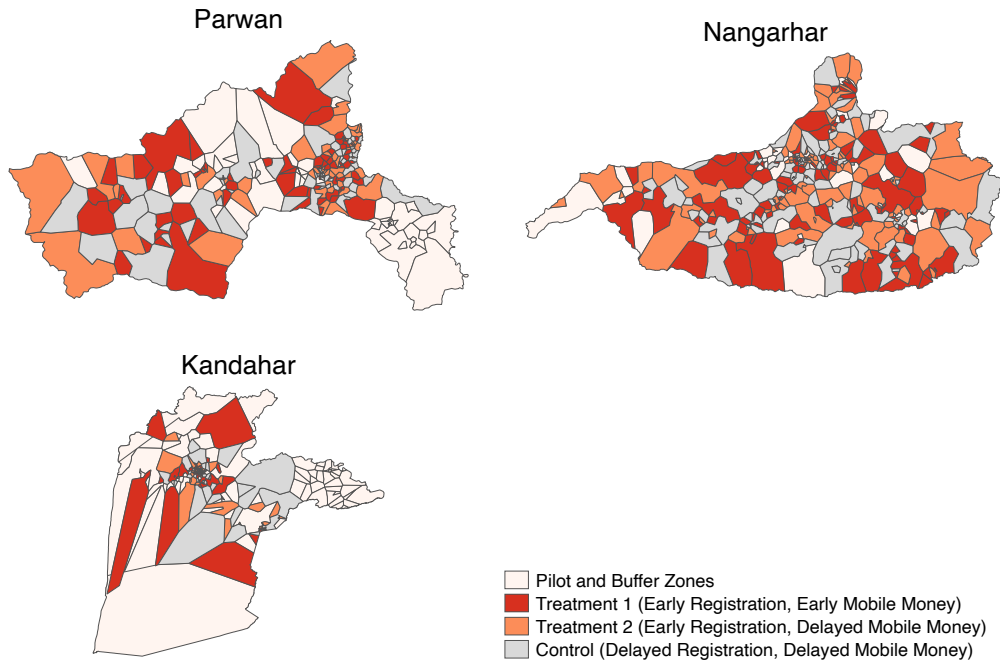 Parwan
Nangarhar
Kandahar
Pilot and Buffer Zones
Treatment 1 (Early Registration, Early Mobile Money)
Treatment 2 (Early Registration, Delayed Mobile Money)
Control (Delayed Registration, Delayed Mobile Money)